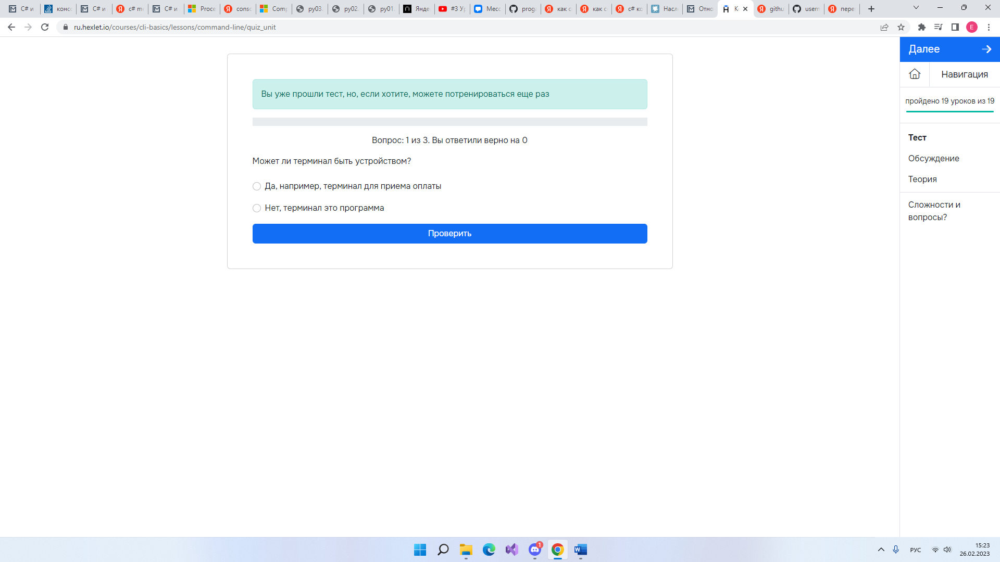 C# и
консо
C# и
c# me
C# и
Proce
conso
Comp
py03.
py02.
py01.
Янде
#3 Ур
Месс
proga
как с
как с
c# ко
Насл
Отно
К
githu
usern
пере
ru.hexlet.io/courses/cli-basics/lessons/command-line/quiz_unit
E
Далее
Навигация
пройдено 19 уроков из 19
Тест
Обсуждение
Теория
Сложности и
вопросы?
Вы уже прошли тест, но, если хотите, можете потренироваться еще раз
Вопрос: 1 из 3. Вы ответили верно на 0
Может ли терминал быть устройством?
Да, например, терминал для приема оплаты
Нет, терминал это программа
Проверить
1
РУС
15:23
26.02.2023